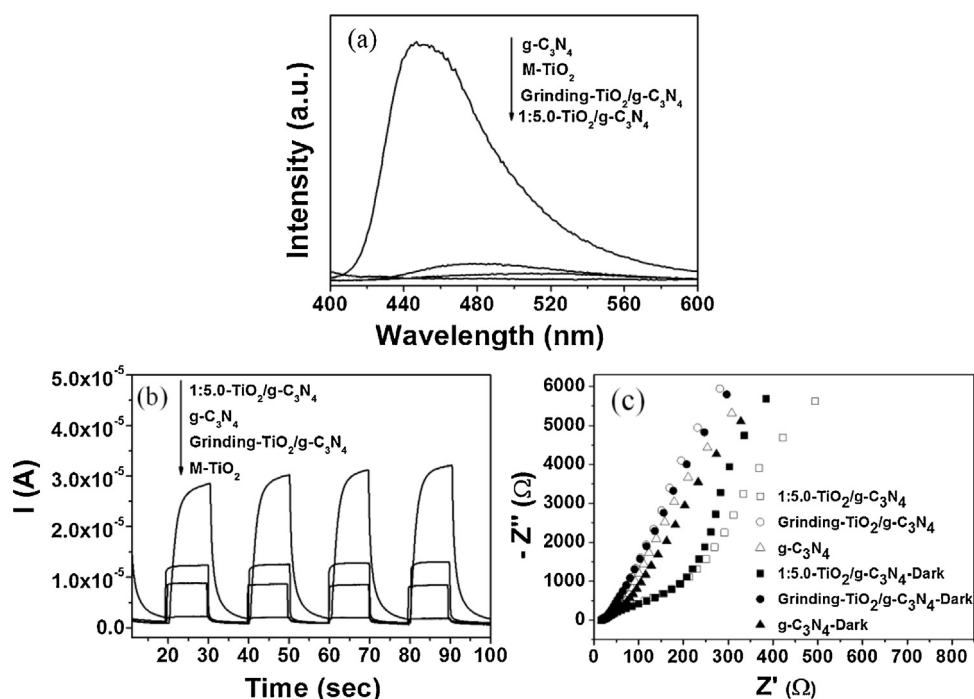 (a)
g-C₃N₄
M-TiO₂
Grinding-TiO₂/g-C₃N₄
1:5.0-TiO₂/g-C₃N₄
Intensity (a.u.)
400 440 480 520 560 600
Wavelength (nm)
(b)
1:5.0-TiO₂/g-C₃N₄
g-C₃N₄
Grinding-TiO₂/g-C₃N₄
M-TiO₂
5.0x10⁻⁵
4.0x10⁻⁵
3.0x10⁻⁵
2.0x10⁻⁵
1.0x10⁻⁵
0.0
I (A)
20 30 40 50 60 70 80 90 100
Time (sec)
(c)
6000
5000
4000
3000
2000
1000
0
- Z'' (Ω)
1:5.0-TiO₂/g-C₃N₄
Grinding-TiO₂/g-C₃N₄
g-C₃N₄
1:5.0-TiO₂/g-C₃N₄-Dark
Grinding-TiO₂/g-C₃N₄-Dark
g-C₃N₄-Dark
0 100 200 300 400 500 600 700 800
Z' (Ω)